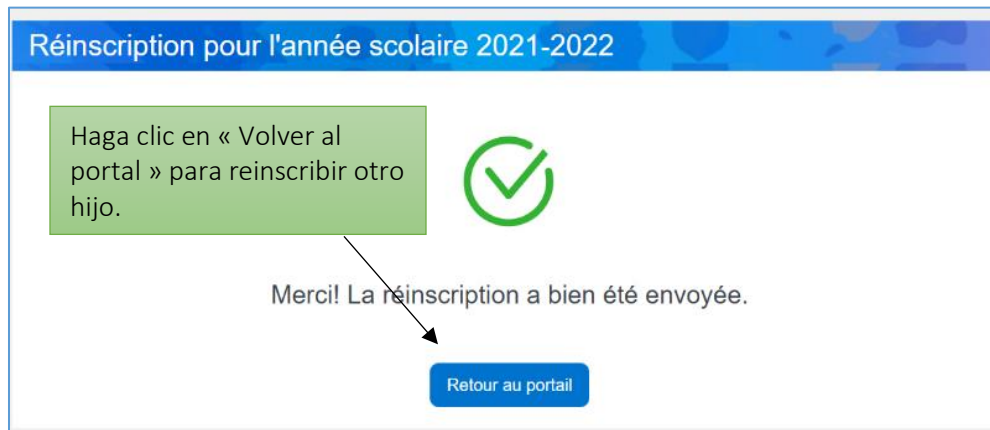 Réinscription pour l'année scolaire 2021-2022
Haga clic en « Volver al
portal » para reinscribir otro
hijo.
Merci! La réinscription a bien été envoyée.
Retour au portail